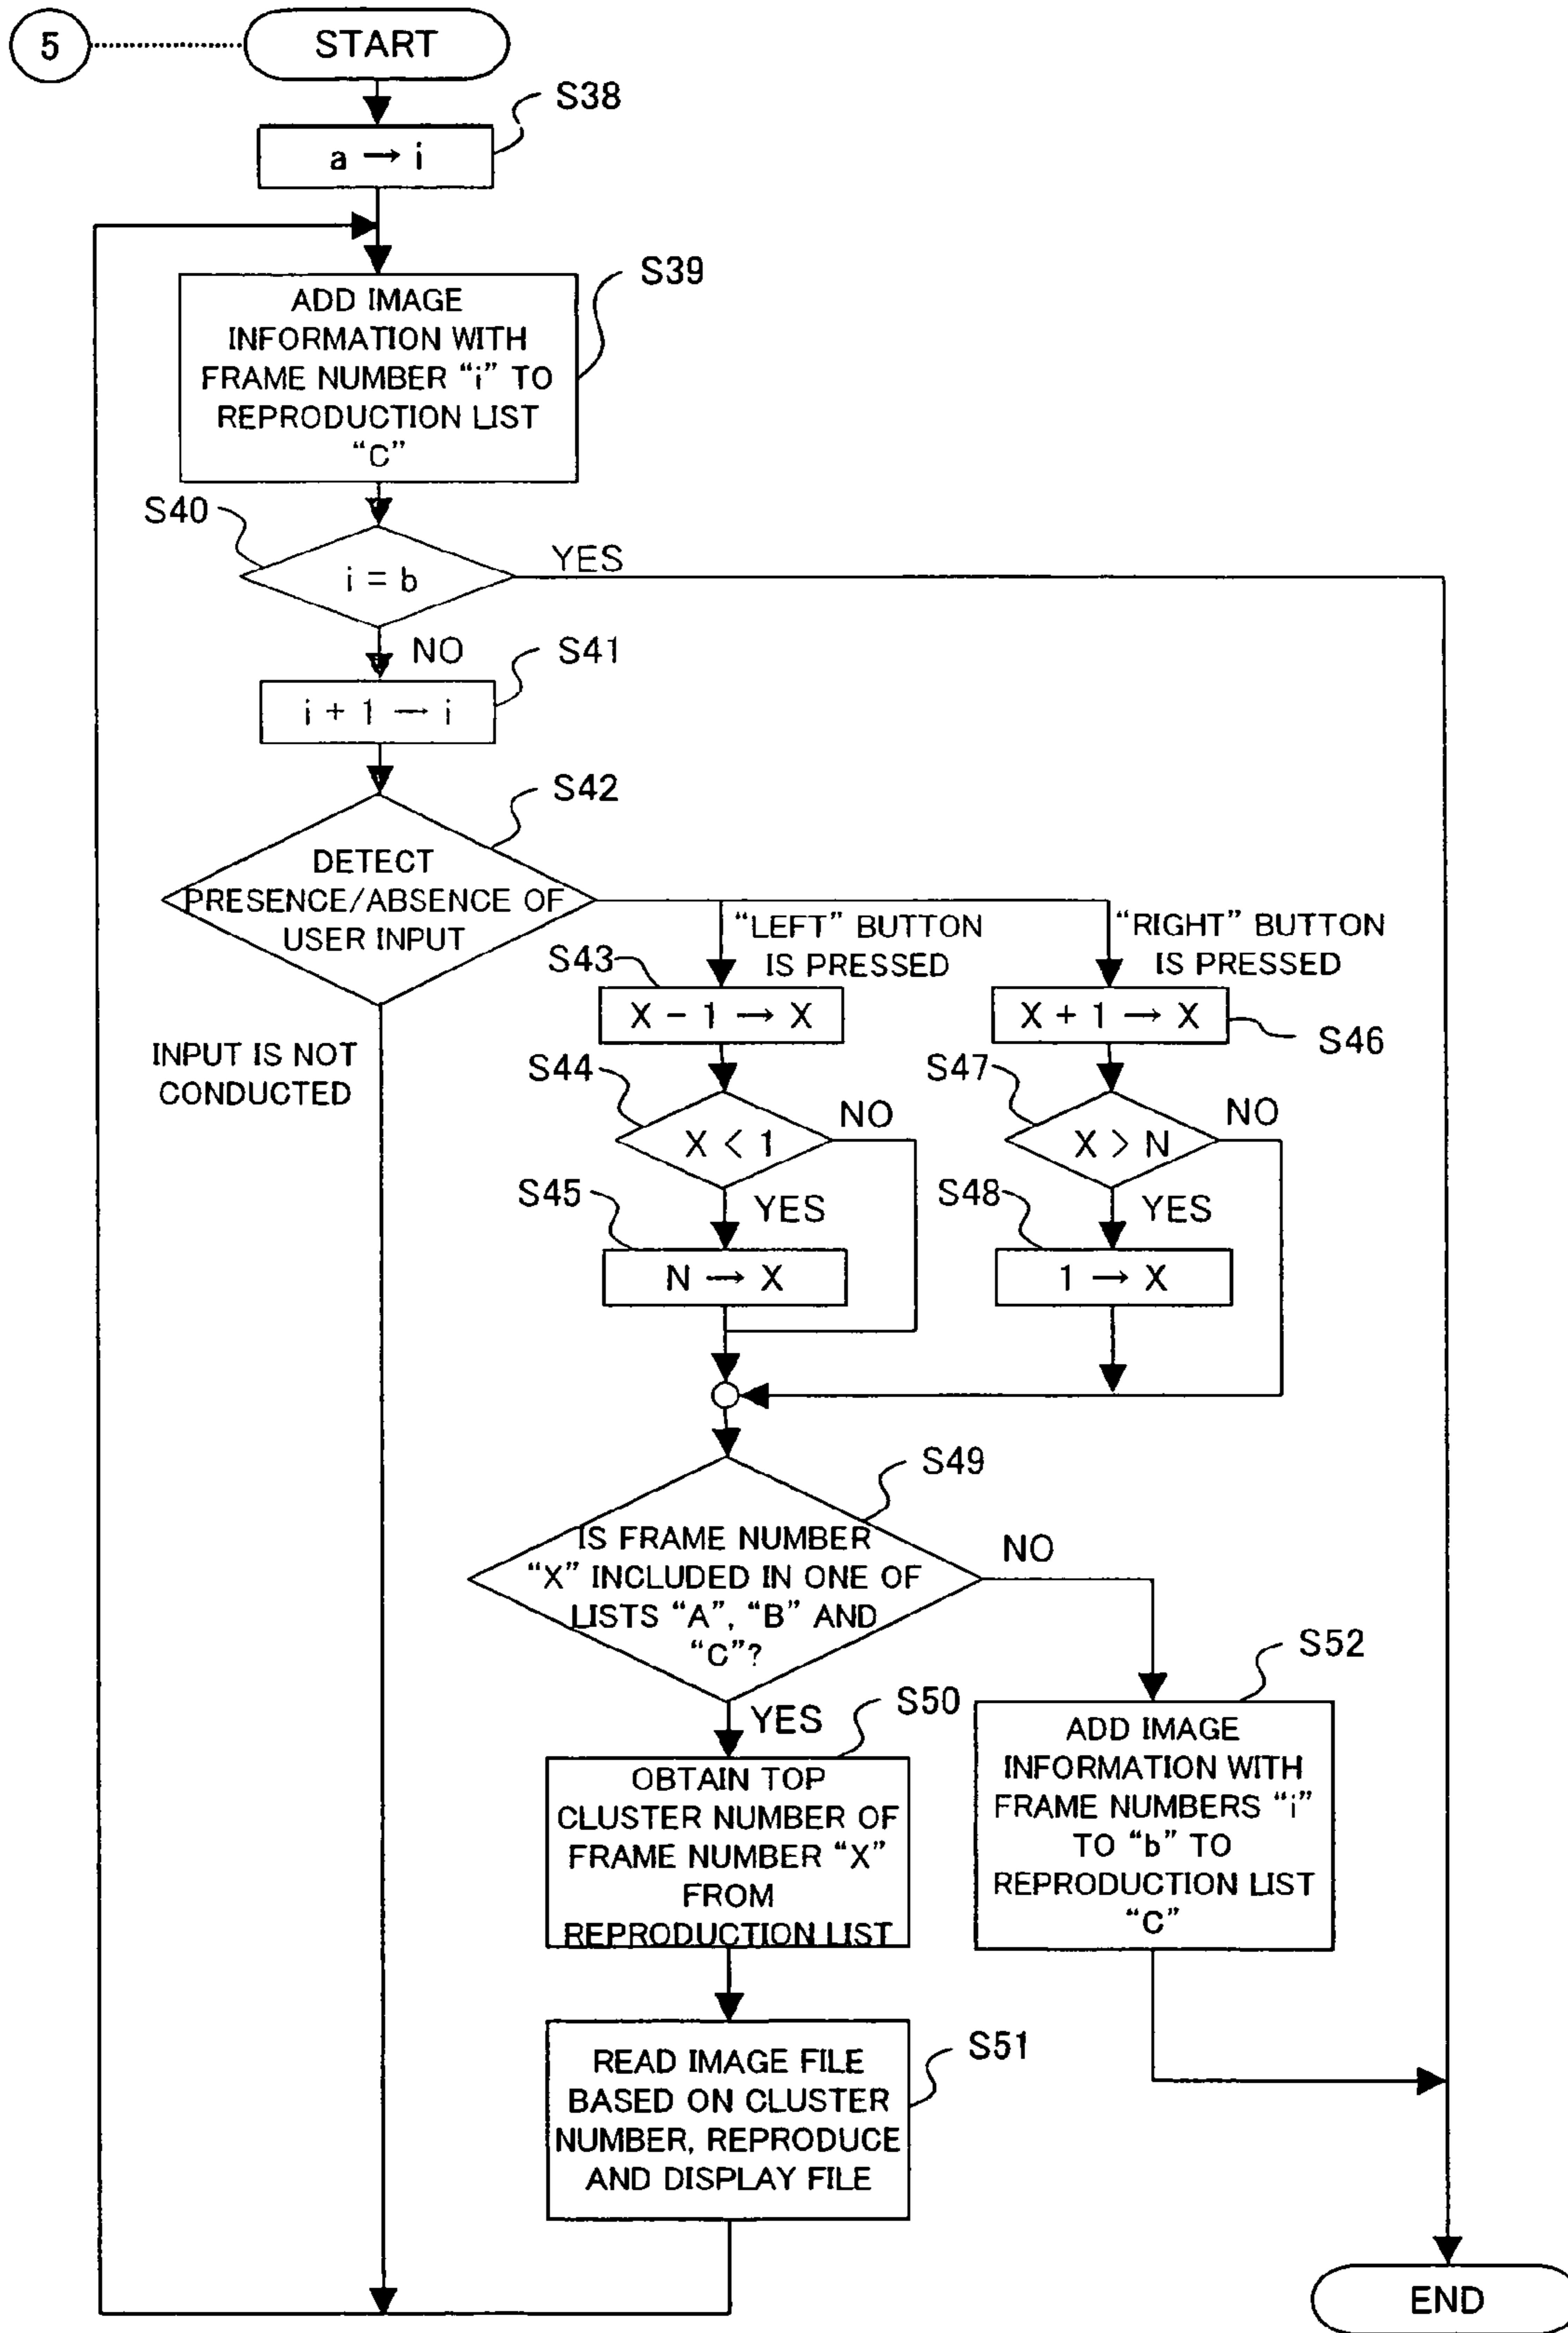 5
START
S38
a → i
S39
ADD IMAGE
INFORMATION WITH
FRAME NUMBER “i” TO
REPRODUCTION LIST
“C”
S40
i = b
YES
NO
S41
i + 1 → i
S42
DETECT
PRESENCE/ABSENCE OF
USER INPUT
“LEFT” BUTTON
IS PRESSED
“RIGHT” BUTTON
IS PRESSED
S43
X - 1 → X
X + 1 → X
S46
INPUT IS NOT
CONDUCTED
S44
X < 1
NO
S47
X > N
NO
S45
YES
S48
YES
N → X
1 → X
S49
IS FRAME NUMBER
“X” INCLUDED IN ONE OF
LISTS “A”, “B” AND
“C”?
NO
YES
S50
OBTAIN TOP
CLUSTER NUMBER OF
FRAME NUMBER “X”
FROM
REPRODUCTION LIST
S52
ADD IMAGE
INFORMATION WITH
FRAME NUMBERS “i”
TO “b” TO
REPRODUCTION LIST
“C”
S51
READ IMAGE FILE
BASED ON CLUSTER
NUMBER, REPRODUCE
AND DISPLAY FILE
END